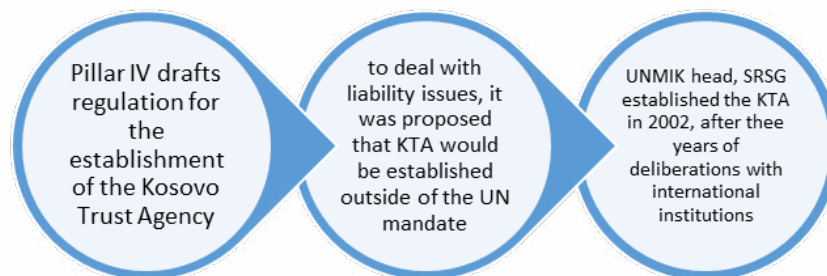 Pillar IV drafts
regulation for
the
establishment
of the Kosovo
Trust Agency
to deal with
liability issues, it
was proposed
that KTA would
be established
outside of the UN
mandate
UNMIK head, SRSG
established the KTA
in 2002, after thee
years of
deliberations with
international
institutions